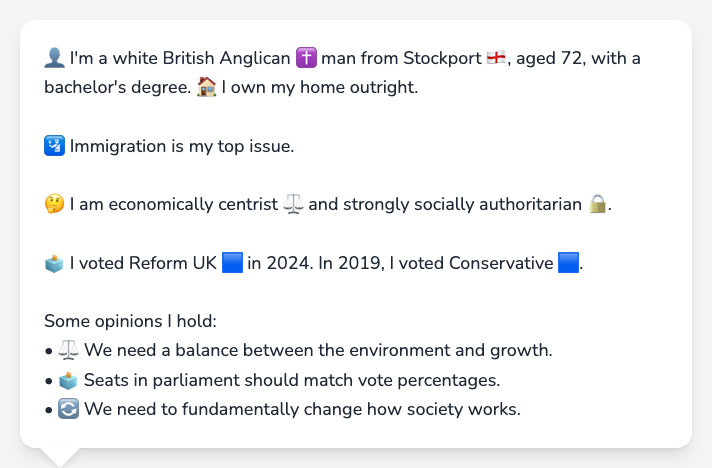 👤 I'm a white British Anglican ✝️ man from Stockport 🏴󠁧󠁢󠁥󠁮󠁧󠁿, aged 72, with a
bachelor's degree. 🏠 I own my home outright.
🛂 Immigration is my top issue.
🤔 I am economically centrist ⚖️ and strongly socially authoritarian 🔒.
🗳️ I voted Reform UK 🟦 in 2024. In 2019, I voted Conservative 🟦.
Some opinions I hold:
• ⚖️ We need a balance between the environment and growth.
• 🗳️ Seats in parliament should match vote percentages.
• 🔄 We need to fundamentally change how society works.